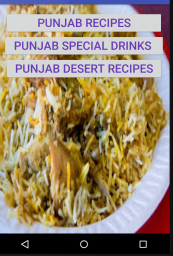 PUNJAB RECIPES
PUNJAB SPECIAL DRINKS
PUNJAB DESERT RECIPES